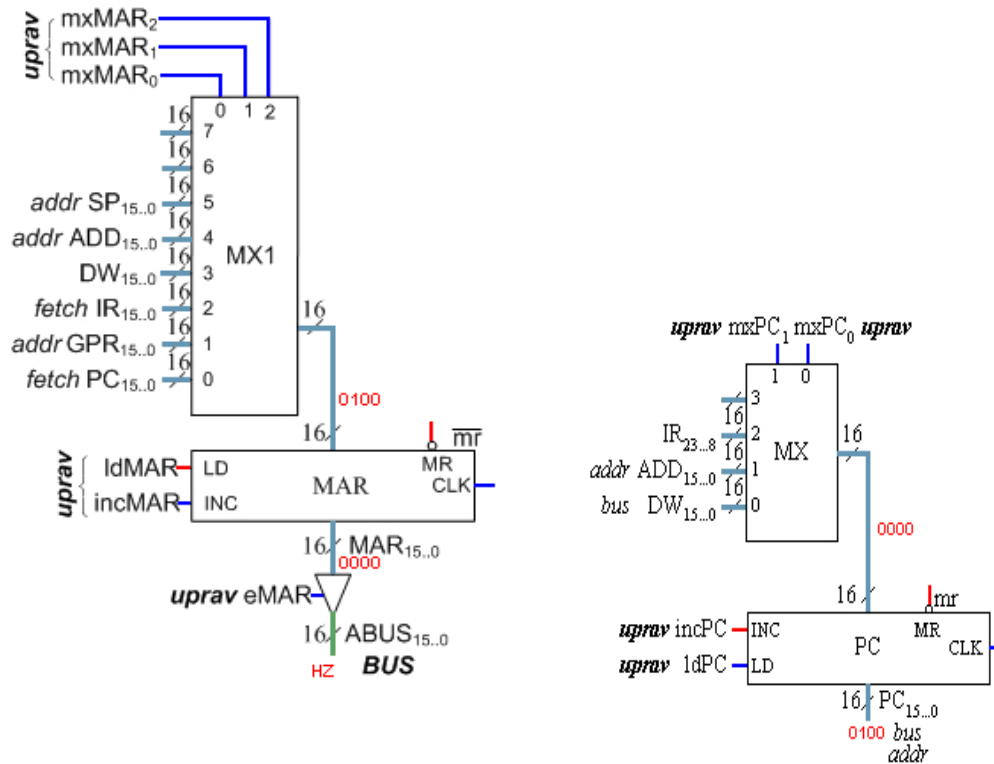 uprav
mxMAR₂
mxMAR₁
mxMAR₀
0 1 2
16 7
16 6
addr SP₁₅..₀ 16 5
addr ADD₁₅..₀ 16 4
DW₁₅..₀ 16 3
fetch IR₁₅..₀ 16 2
addr GPR₁₅..₀ 16 1
fetch PC₁₅..₀ 16 0
MX1
16
0100
16
mr
MR
uprav
ldMAR LD
incMAR INC
MAR
CLK
16 MAR₁₅..₀
0000
uprav eMAR
16 ABUS₁₅..₀
HZ BUS
uprav mxPC₁ mxPC₀ uprav
1 0
3
16
IR₂₃...₈ 2
16
addr ADD₁₅..₀ 1
16
bus DW₁₅..₀ 0
MX
16
0000
16
mr
MR
uprav incPC INC
uprav ldPC LD
PC
CLK
16 PC₁₅..₀
0100 bus
addr